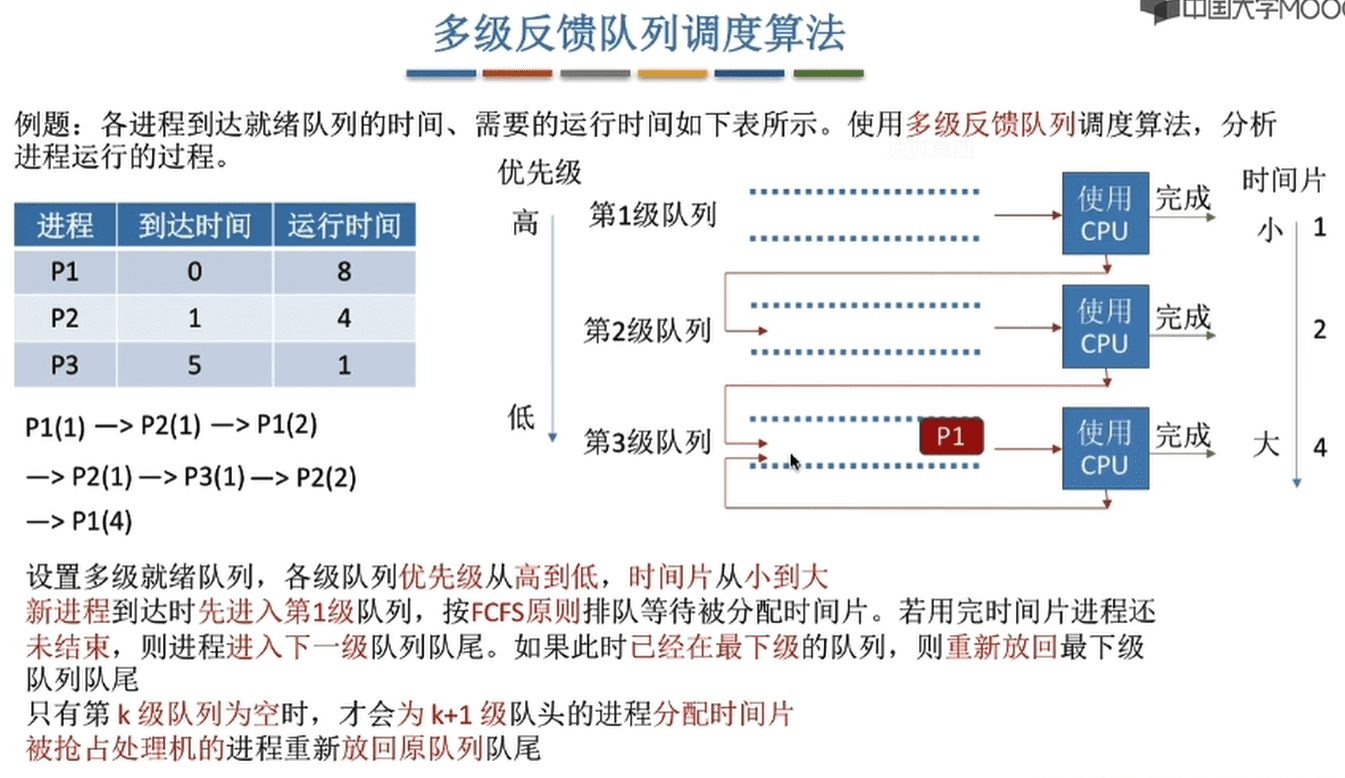 中国大学MOOC
多级反馈队列调度算法
例题：各进程到达就绪队列的时间、需要的运行时间如下表所示。使用多级反馈队列调度算法，分析
进程运行的过程。
进程 到达时间 运行时间
P1 0 8
P2 1 4
P3 5 1
P1(1) —> P2(1) —> P1(2)
—> P2(1) —> P3(1) —> P2(2)
—> P1(4)
优先级
高
低
第1级队列
使用
CPU
完成
第2级队列
使用
CPU
完成
第3级队列
P1
使用
CPU
完成
时间片
小 1
2
大 4
设置多级就绪队列，各级队列优先级从高到低，时间片从小到大
新进程到达时先进入第1级队列，按FCFS原则排队等待被分配时间片。若用完时间片进程还
未结束，则进程进入下一级队列队尾。如果此时已经在最下级的队列，则重新放回最下级
队列队尾
只有第 k 级队列为空时，才会为 k+1 级队头的进程分配时间片
被抢占处理机的进程重新放回原队列队尾